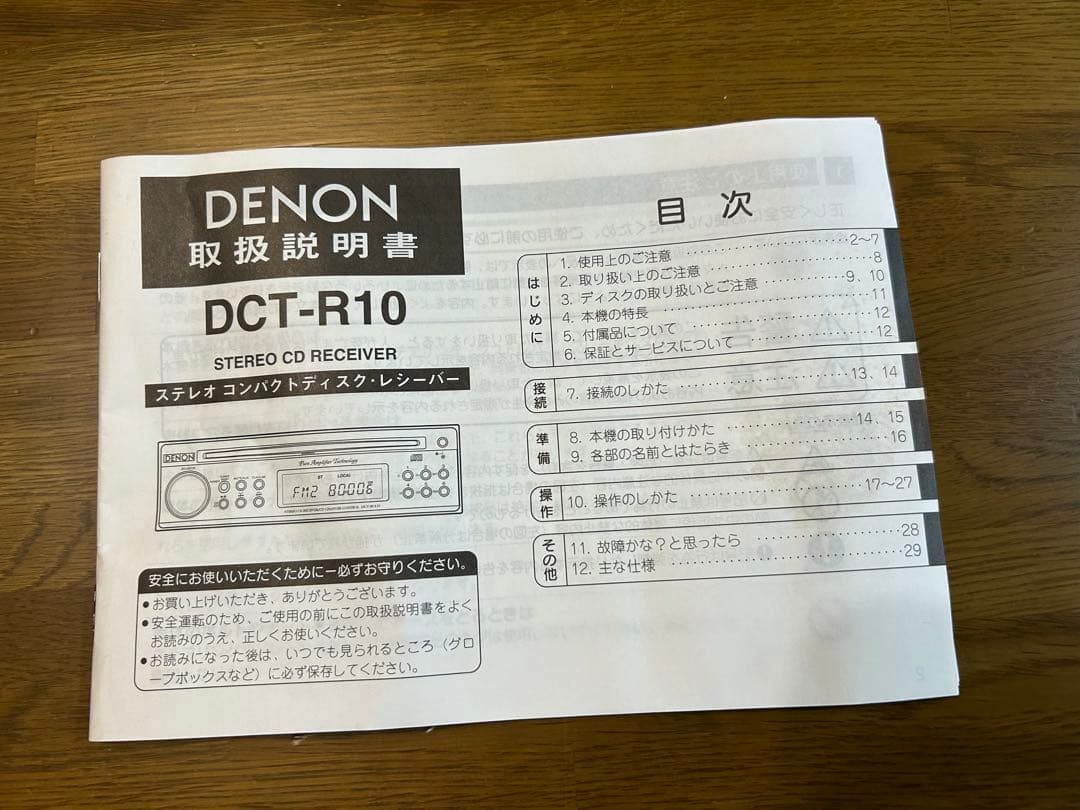 DENON
取扱説明書
DCT-R10
STEREO CD RECEIVER
ステレオ コンパクトディスク・レシーバー
DENON
Pure Amplifier Technology
ST LOCAL
FM2 80006
安全にお使いいただくために－必ずお守りください。
●お買い上げいただき、ありがとうございます。
●安全運転のため、ご使用の前にこの取扱説明書をよく
お読みのうえ、正しくお使いください。
●お読みになった後は、いつでも見られるところ（グロ
ーブボックスなど）に必ず保存してください。
目 次
はじめに
1. 使用上のご注意 ･････････････････････ 2〜7
2. 取り扱い上のご注意 ･････････････････････ 8
3. ディスクの取り扱いとご注意 ･･････････ 9、10
4. 本機の特長 ･････････････････････ 11
5. 付属品について ･････････････････････ 12
6. 保証とサービスについて ･････････････････ 12
接続
7. 接続のしかた ･････････････････････ 13、14
準備
8. 本機の取り付けかた ･････････････････ 14、15
9. 各部の名前とはたらき ･････････････････ 16
操作
10. 操作のしかた ･････････････････････ 17〜27
その他
11. 故障かな？と思ったら ･････････････････ 28
12. 主な仕様 ･････････････････････ 29